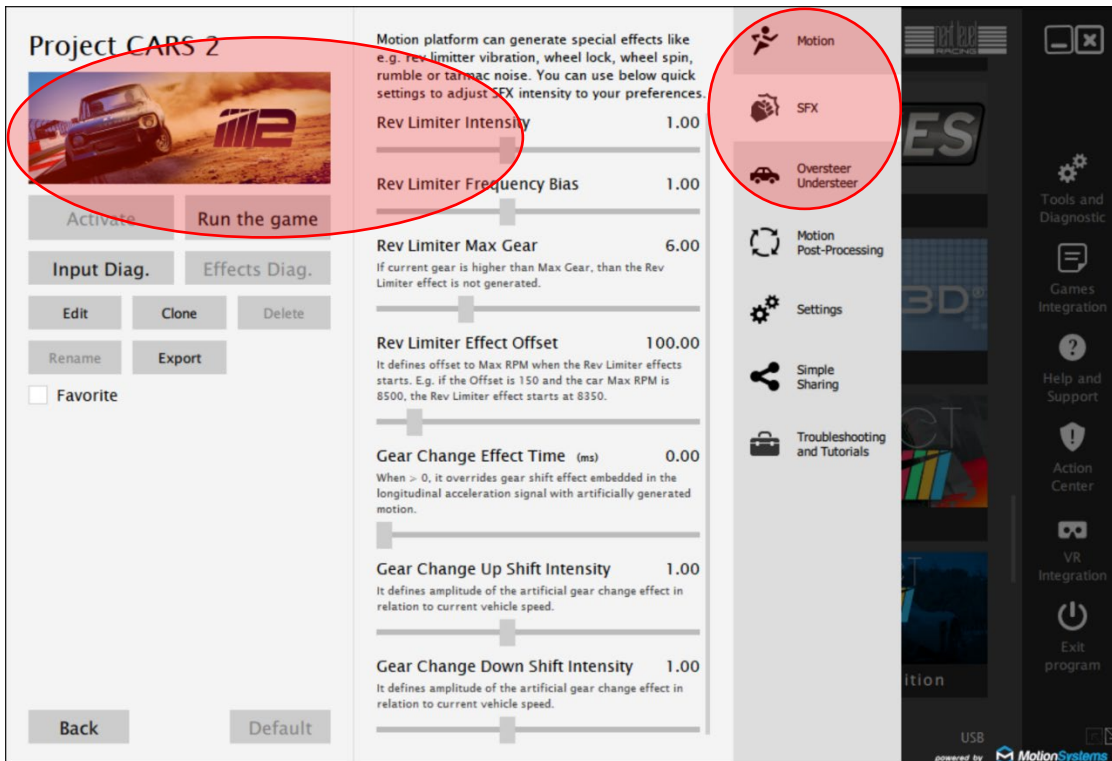 Project CARS 2
Activate
Run the game
Input Diag.
Effects Diag.
Edit
Clone
Delete
Rename
Export
Favorite
Back
Default
Motion platform can generate special effects like
e.g. rev limitter vibration, wheel lock, wheel spin,
rumble or tarmac noise. You can use below quick
settings to adjust SFX intensity to your preferences.
Rev Limiter Intensity 1.00
Rev Limiter Frequency Bias 1.00
Rev Limiter Max Gear 6.00
If current gear is higher than Max Gear, than the Rev
Limiter effect is not generated.
Rev Limiter Effect Offset 100.00
It defines offset to Max RPM when the Rev Limiter effects
starts. E.g. if the Offset is 150 and the car Max RPM is
8500, the Rev Limiter effect starts at 8350.
Gear Change Effect Time (ms) 0.00
When > 0, it overrides gear shift effect embedded in the
longitudinal acceleration signal with artificially generated
motion.
Gear Change Up Shift Intensity 1.00
It defines amplitude of the artificial gear change effect in
relation to current vehicle speed.
Gear Change Down Shift Intensity 1.00
It defines amplitude of the artificial gear change effect in
relation to current vehicle speed.
Motion
SFX
Oversteer
Understeer
Motion
Post-Processing
Settings
Simple
Sharing
Troubleshooting
and Tutorials
next level
RACING
ES
3D®
CT
CT
ition
USB
Tools and
Diagnostic
Games
Integration
Help and
Support
Action
Center
VR
Integration
Exit
program
powered by MotionSystems